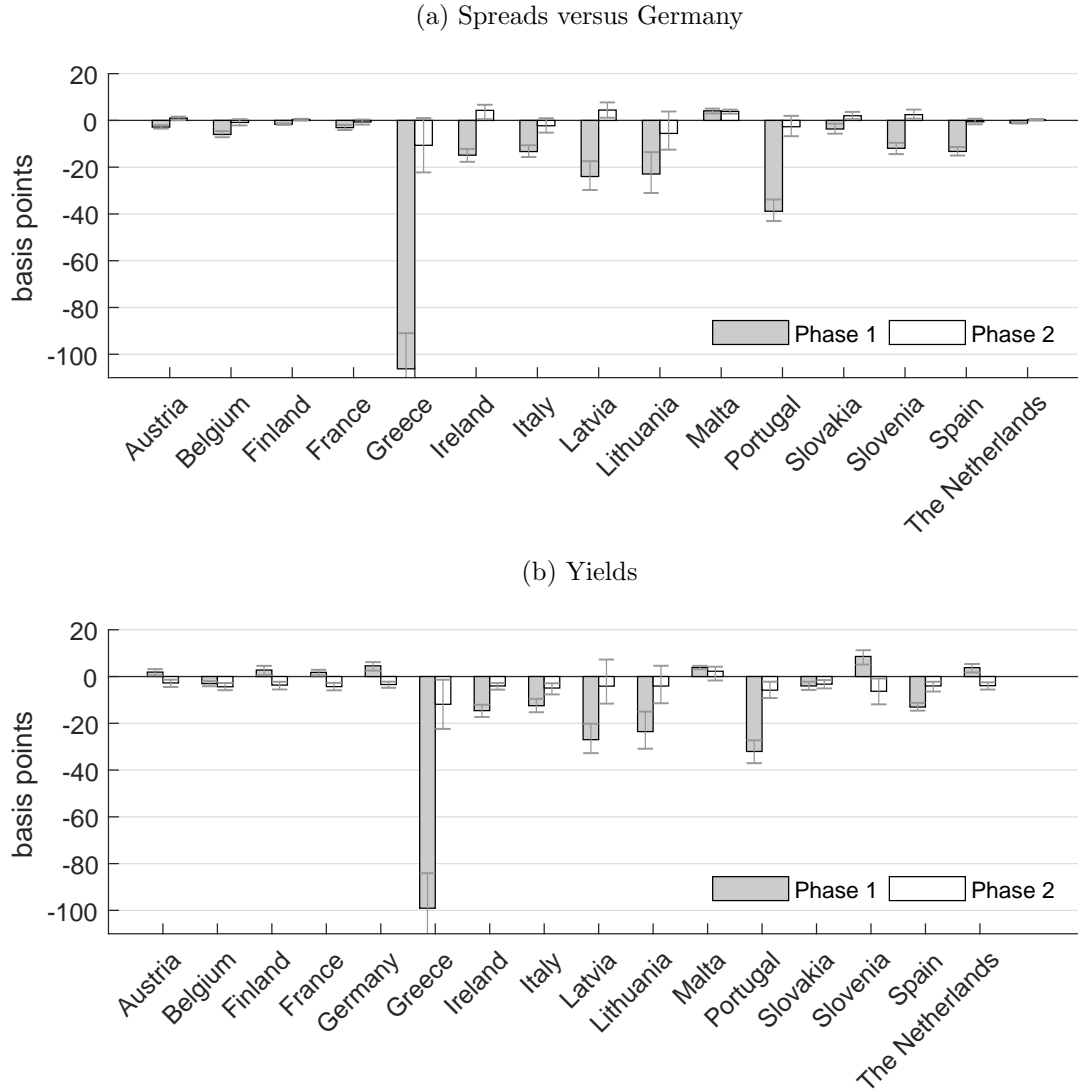 (a) Spreads versus Germany
20
0
-20
-40
-60
-80
-100
basis points
Phase 1
Phase 2
Austria
Belgium
Finland
France
Greece
Ireland
Italy
Latvia
Lithuania
Malta
Portugal
Slovakia
Slovenia
Spain
The Netherlands
(b) Yields
20
0
-20
-40
-60
-80
-100
basis points
Phase 1
Phase 2
Austria
Belgium
Finland
France
Germany
Greece
Ireland
Italy
Latvia
Lithuania
Malta
Portugal
Slovakia
Slovenia
Spain
The Netherlands